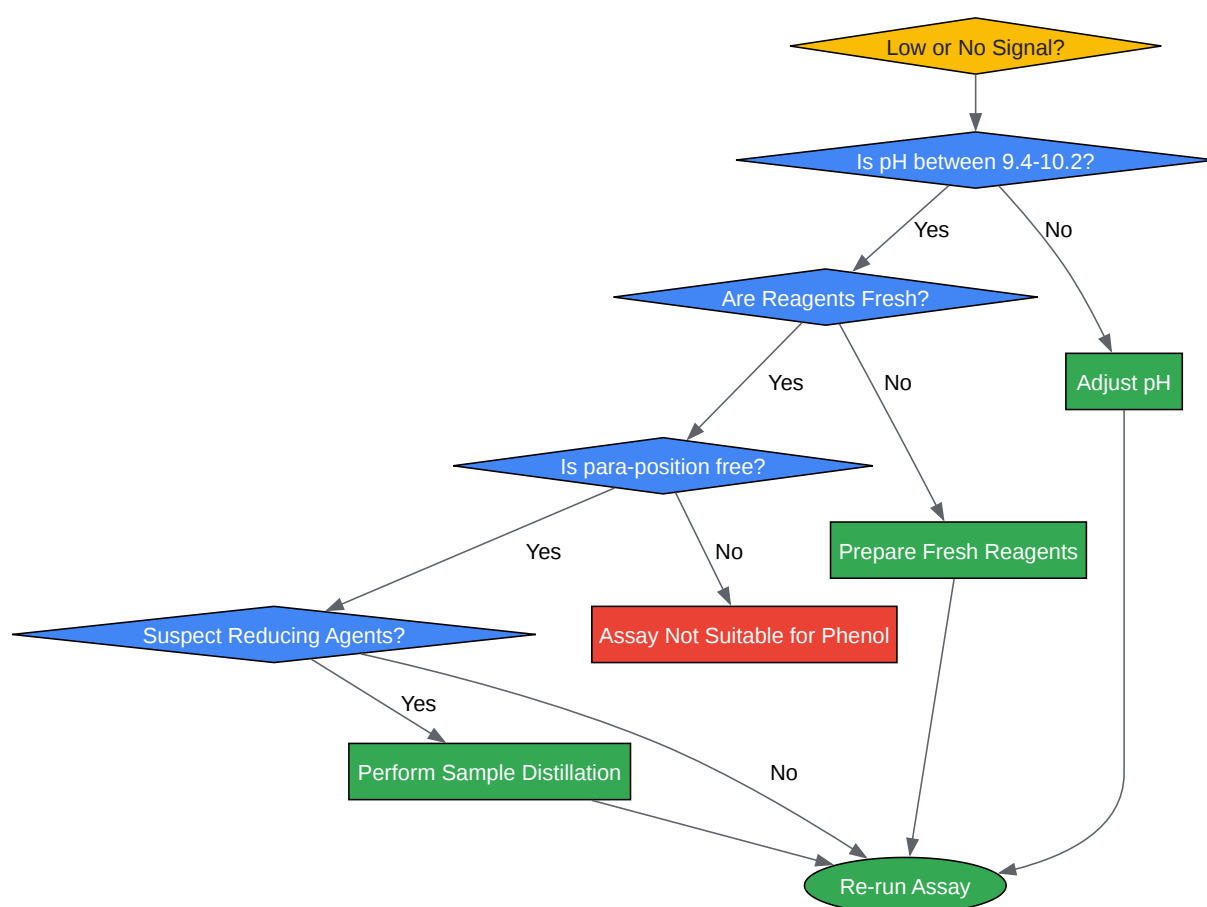 Low or No Signal?
Is pH between 9.4-10.2?
Yes
No
Are Reagents Fresh?
Yes
No
Adjust pH
Is para-position free?
Yes
No
Prepare Fresh Reagents
Suspect Reducing Agents?
Assay Not Suitable for Phenol
Yes
No
Perform Sample Distillation
Re-run Assay